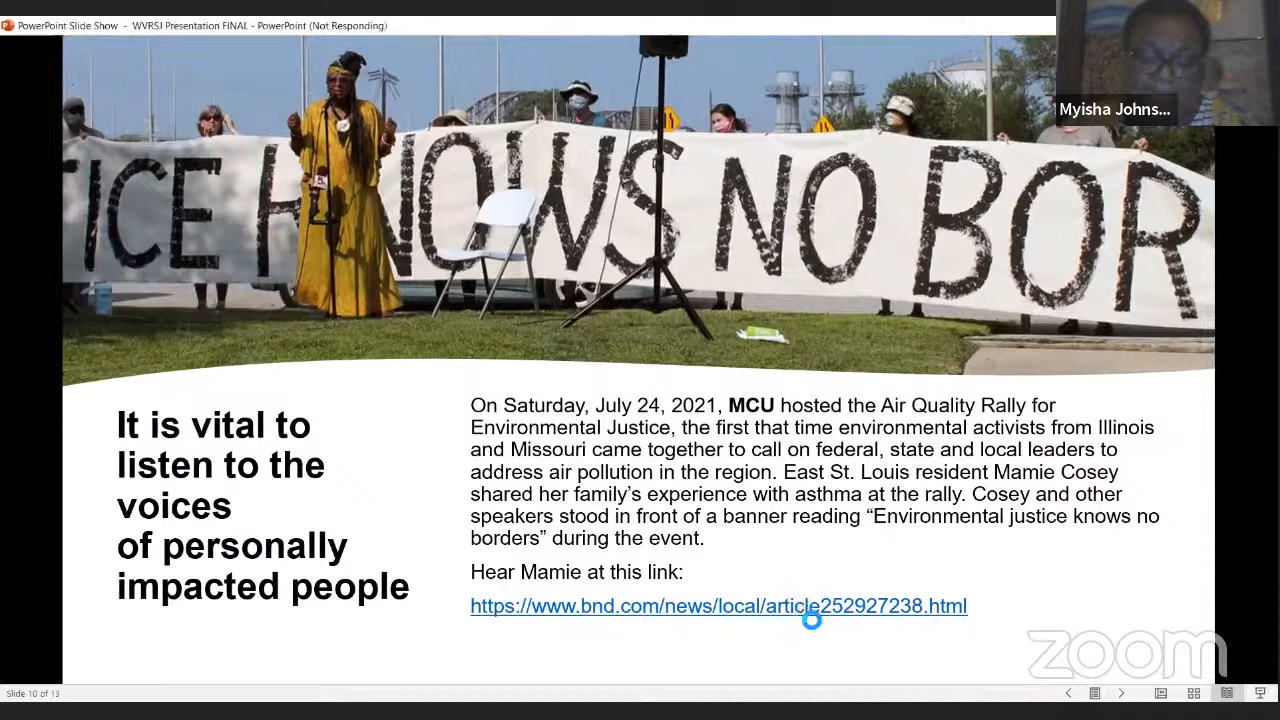 PowerPoint Slide Show - WVRSJ Presentation FINAL - PowerPoint (Not Responding)
Myisha Johns...
ICE KNOWS NO BOR
It is vital to
listen to the
voices
of personally
impacted people
On Saturday, July 24, 2021, MCU hosted the Air Quality Rally for
Environmental Justice, the first that time environmental activists from Illinois
and Missouri came together to call on federal, state and local leaders to
address air pollution in the region. East St. Louis resident Mamie Cosey
shared her family’s experience with asthma at the rally. Cosey and other
speakers stood in front of a banner reading “Environmental justice knows no
borders” during the event.
Hear Mamie at this link:
https://www.bnd.com/news/local/article252927238.html
zoom
Slide 10 of 13